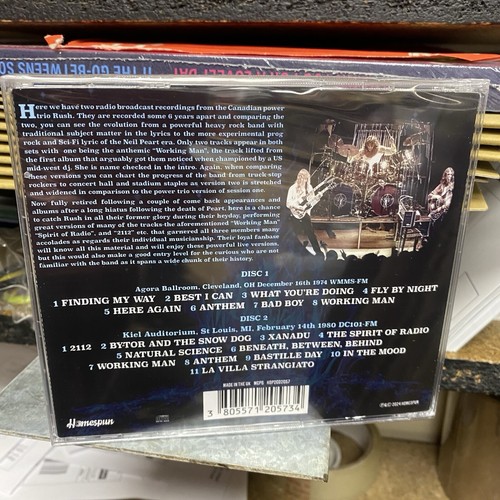 II THE GO-BETWEENS SO
LOVELY DAY
Here we have two radio broadcast recordings from the Canadian power
trio Rush. They are recorded some 6 years apart and comparing the
two, you can see the evolution from a powerful heavy rock band with
traditional subject matter in the lyrics to the more experimental prog
rock and Sci-Fi lyric of the Neil Peart era. Only two tracks appear in both
sets with one being the anthemic "Working Man", the track lifted from
the first album that arguably got them noticed when championed by a US
mid-west dj. She is name checked in the intro. Again, when comparing
these versions you can chart the progress of the band from truck-stop
rockers to concert hall and stadium staples as version two is stretched
and widened in comparison to the power trio version of session one.
Now fully retired following a couple of come back appearances and
albums after a long hiatus following the death of Peart, here is a chance
to catch Rush in all their former glory during their heyday, performing
great versions of many of the tracks-the aforementioned "Working Man"
"Spirit of Radio", and "2112" etc. that garnered all three members many
accolades as regards their individual musicianship. Their loyal fanbase
will know all this material and will enjoy these powerful live versions,
but this would also make a good entry level for the curious who are not
familiar with the band as it spans a wide chunk of their history.
DISC 1
Agora Ballroom, Cleveland, OH December 16th 1974 WMMS-FM
1 FINDING MY WAY 2 BEST I CAN 3 WHAT YOU'RE DOING 4 FLY BY NIGHT
5 HERE AGAIN 6 ANTHEM 7 BAD BOY 8 WORKING MAN
DISC 2
Kiel Auditorium, St Louis, MI, February 14th 1980 DC101-FM
1 2112 2 BYTOR AND THE SNOW DOG 3 XANADU 4 THE SPIRIT OF RADIO
5 NATURAL SCIENCE 6 BENEATH, BETWEEN, BEHIND
7 WORKING MAN 8 ANTHEM 9 BASTILLE DAY 10 IN THE MOOD
11 LA VILLA STRANGIATO
MADE IN THE UK MCPS HSPCD02057
3 805571 205734
Homespun
℗&© 2024 HOMESPUN